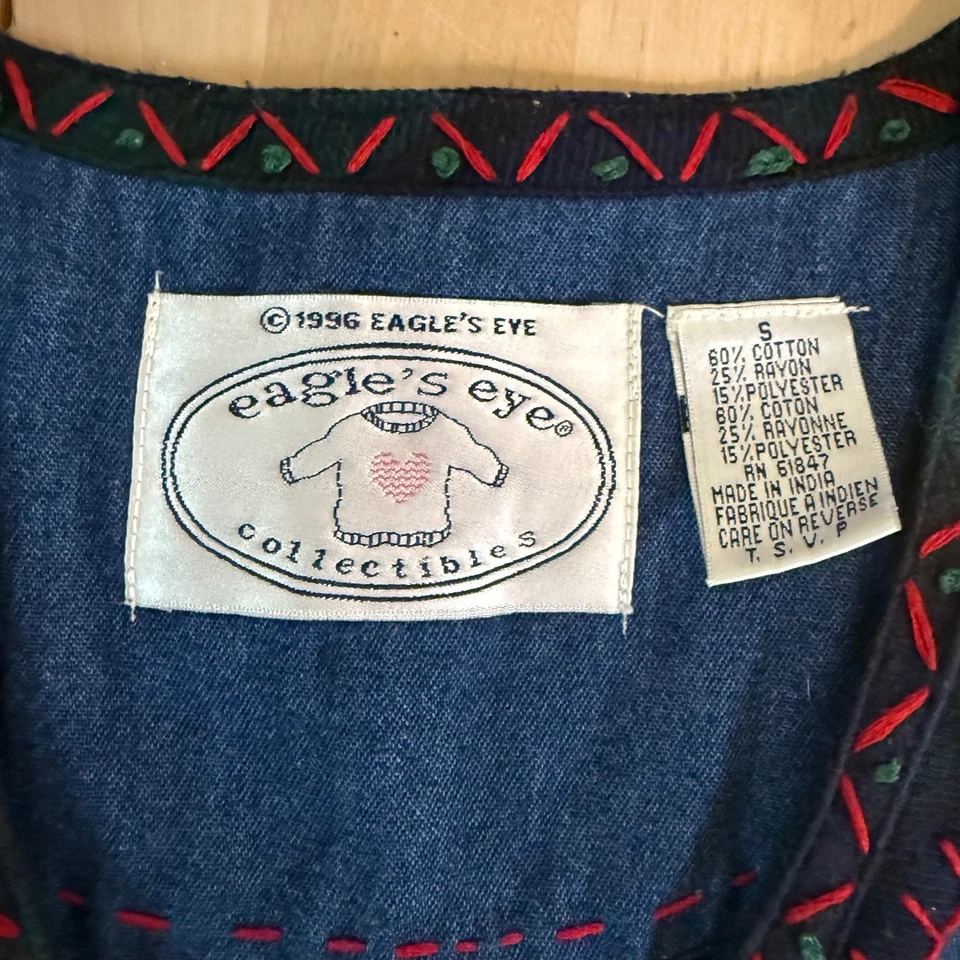 ©1996 EAGLE'S EYE
eagle's eye®
collectibles
S
60% COTTON
25% RAYON
15% POLYESTER
60% COTON
25% RAYONNE
15% POLYESTER
RN 61847
MADE IN INDIA
FABRIQUE A INDIEN
CARE ON REVERSE
T. S. V. P